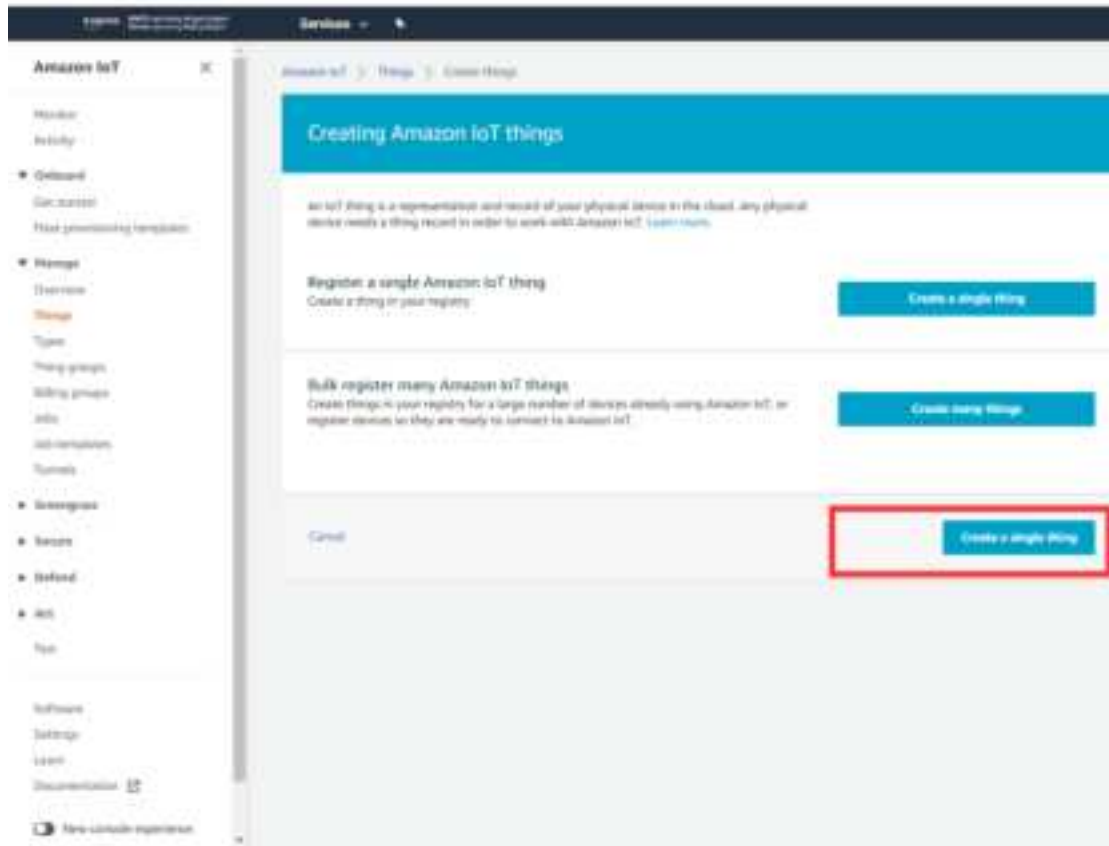 Services
Amazon IoT
Amazon IoT > Things > Create things
Monitor
Activity
Onboard
Get started
Fleet provisioning templates
Manage
Overview
Things
Types
Thing groups
Billing groups
Jobs
Job templates
Tunnels
Greengrass
Secure
Defend
Act
Test
Software
Settings
Learn
Documentation
New console experience
Creating Amazon IoT things
An IoT thing is a representation and record of your physical device in the cloud. Any physical
device needs a thing record in order to work with Amazon IoT. Learn more.
Register a single Amazon IoT thing
Create a thing in your registry
Create a single thing
Bulk register many Amazon IoT things
Create things in your registry for a large number of devices already using Amazon IoT, or
register devices so they are ready to connect to Amazon IoT.
Create many things
Cancel
Create a single thing